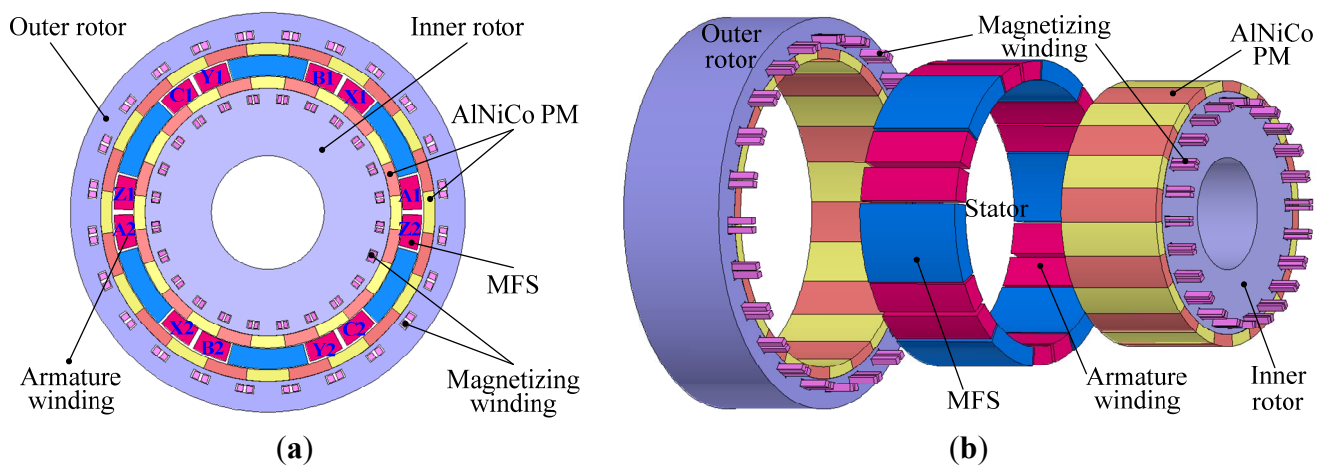 Outer rotor
Inner rotor
AlNiCo PM
MFS
Magnetizing
winding
Armature
winding
Y1
B1
C1
X1
Z1
A1
A2
Z2
X2
C2
B2
Y2
(a)
Outer
rotor
Magnetizing
winding
AlNiCo
PM
Stator
MFS
Armature
winding
Inner
rotor
(b)